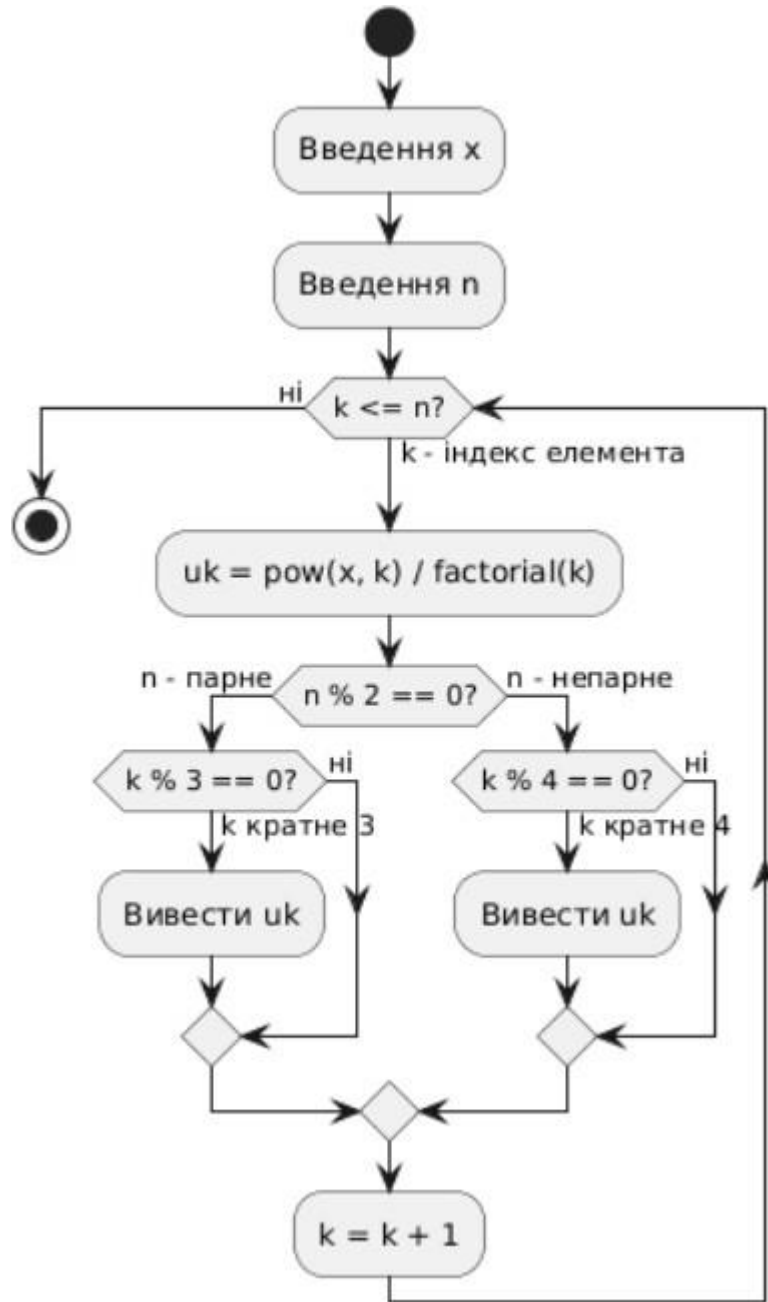 Введення x
Введення n
ні
k <= n?
k - індекс елемента
uk = pow(x, k) / factorial(k)
n - парне
n % 2 == 0?
n - непарне
k % 3 == 0?
ні
k кратне 3
Вивести uk
k % 4 == 0?
ні
k кратне 4
Вивести uk
k = k + 1